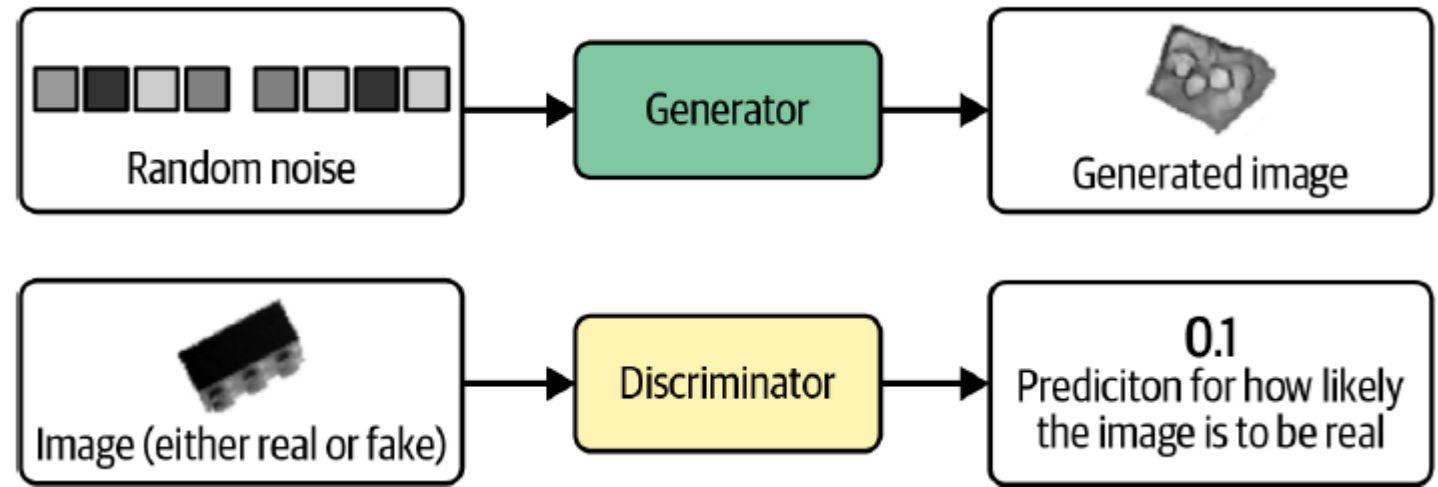 Random noise
Generator
Generated image
Image (either real or fake)
Discriminator
0.1
Prediciton for how likely
the image is to be real